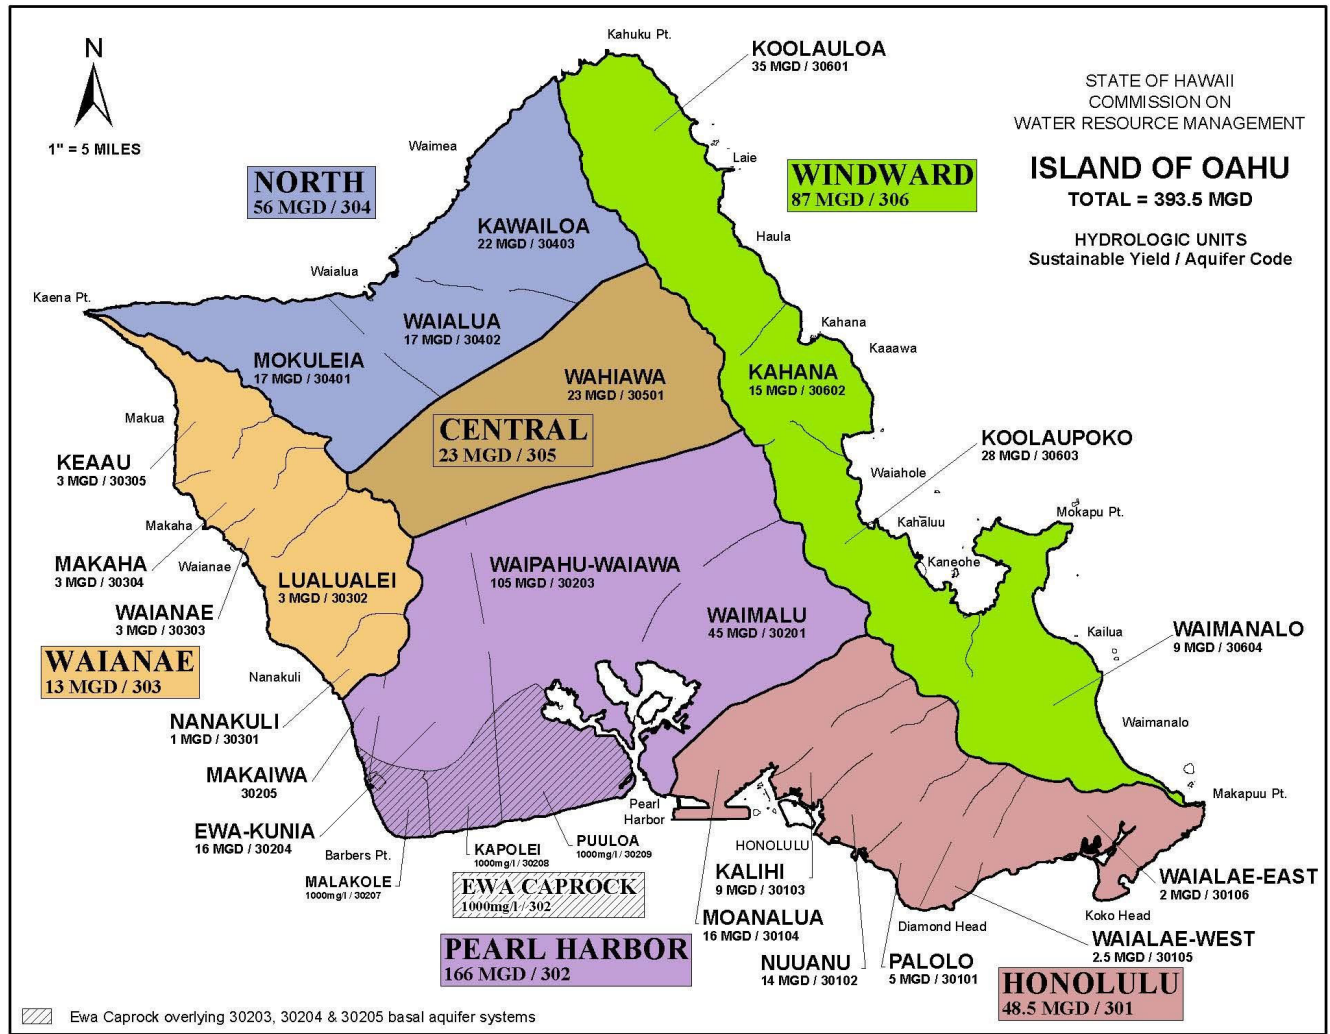 Kahuku Pt.
N
1" = 5 MILES
KOOLAULOA
35 MGD / 30601
STATE OF HAWAII
COMMISSION ON
WATER RESOURCE MANAGEMENT
ISLAND OF OAHU
TOTAL = 393.5 MGD
HYDROLOGIC UNITS
Sustainable Yield / Aquifer Code
Waimea
Laie
NORTH
56 MGD / 304
WINDWARD
87 MGD / 306
KAWAILOA
22 MGD / 30403
Haula
Waialua
Kaena Pt.
WAIALUA
17 MGD / 30402
Kahana
Kaaawa
MOKULEIA
17 MGD / 30401
WAHIAWA
23 MGD / 30501
KAHANA
15 MGD / 30602
Makua
CENTRAL
23 MGD / 305
KOOLAUPOKO
28 MGD / 30603
KEAAU
3 MGD / 30305
Waiahole
Mokapu Pt.
Makaha
Kahaluu
MAKAHA
3 MGD / 30304
Waianae
WAIPAHU-WAIAWA
105 MGD / 30203
Kaneohe
LUALUALEI
3 MGD / 30302
WAIANAE
3 MGD / 30303
WAIMALU
45 MGD / 30201
Kailua
WAIMANALO
9 MGD / 30604
WAIANAE
13 MGD / 303
Nanakuli
NANAKULI
1 MGD / 30301
Waimanalo
MAKAIWA
30205
Makapuu Pt.
EWA-KUNIA
16 MGD / 30204
Pearl
Harbor
Barbers Pt.
KAPOLEI
1000mg/l / 30208
PUULOA
1000mg/l / 30209
HONOLULU
MALAKOLE
1000mg/l / 30207
EWA CAPROCK
1000mg/l / 302
KALIHI
9 MGD / 30103
WAIALAE-EAST
2 MGD / 30106
MOANALUA
16 MGD / 30104
Diamond Head
Koko Head
PEARL HARBOR
166 MGD / 302
NUUANU
14 MGD / 30102
PALOLO
5 MGD / 30101
WAIALAE-WEST
2.5 MGD / 30105
HONOLULU
48.5 MGD / 301
Ewa Caprock overlying 30203, 30204 & 30205 basal aquifer systems